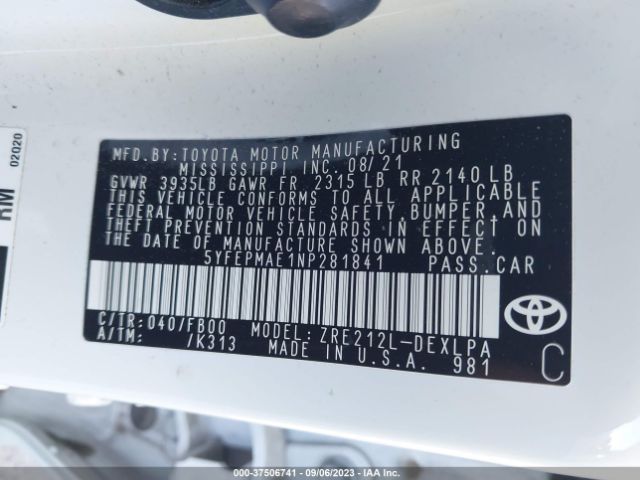 MFD.BY:TOYOTA MOTOR MANUFACTURING
MISSISSIPPI INC. 08/21
GVWR 3935LB GAWR FR 2315 LB RR 2140 LB
THIS VEHICLE CONFORMS TO ALL APPLICABLE
FEDERAL MOTOR VEHICLE SAFETY, BUMPER, AND
THEFT PREVENTION STANDARDS IN EFFECT ON
THE DATE OF MANUFACTURE SHOWN ABOVE.
5YFEPMAE1NP281841 PASS.CAR
C/TR:040/FB00 MODEL:ZRE212L-DEXLPA
A/TM: /K313 MADE IN U.S.A. 981
TOYOTA
C
RM
02020
000-37506741 - 09/06/2023 - IAA Inc.